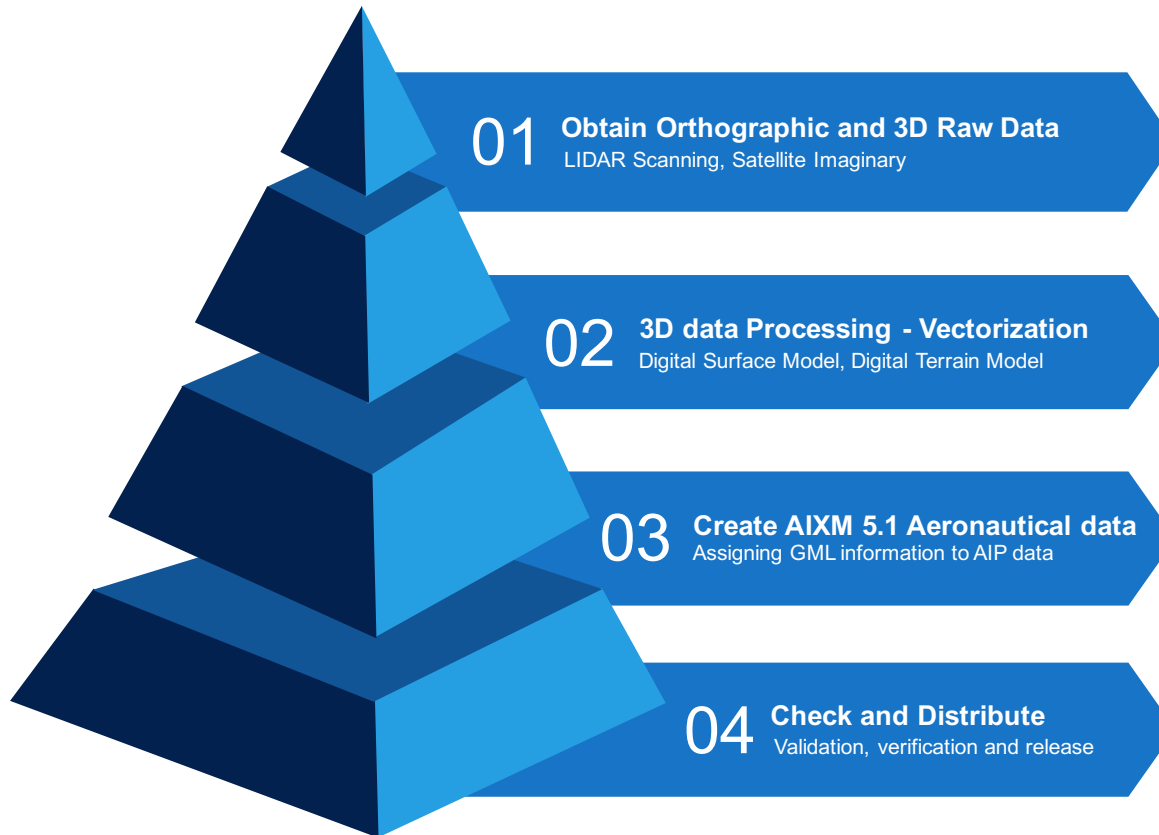 01
Obtain Orthographic and 3D Raw Data
LIDAR Scanning, Satellite Imaginary
02
3D data Processing - Vectorization
Digital Surface Model, Digital Terrain Model
03
Create AIXM 5.1 Aeronautical data
Assigning GML information to AIP data
04
Check and Distribute
Validation, verification and release